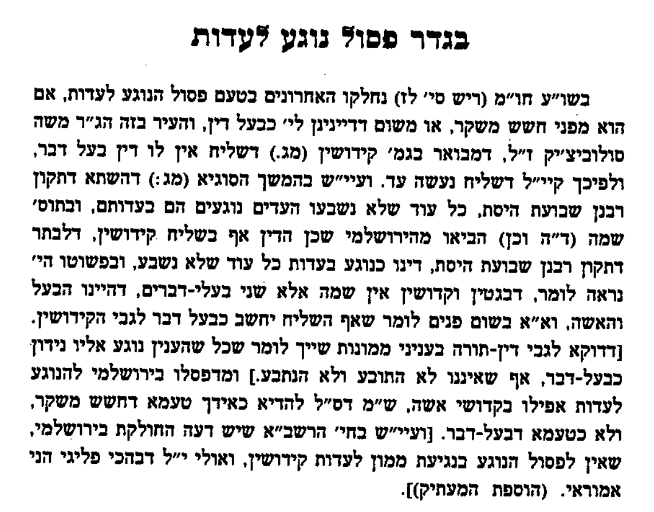 בגדר פסול נוגע לעדות
בשו״ע חו״מ (ריש סי׳ לז) נחלקו האחרונים בטעם פסול הנוגע לעדות, אם
הוא מפני חשש משקר, או משום דדיינינן לי׳ כבעל דין, והעיר בזה הג״ר משה
סולוביצ׳יק ז״ל, דמבואר בגמ׳ קידושין (מג.) דשליח אין לו דין בעל דבר,
ולפיכך קיי״ל דשליח נעשה עד. ועיי״ש בהמשך הסוגיא (מג:) דהשתא דתקון
רבנן שבועת היסת, כל עוד שלא נשבעו העדים נוגעים הם בעדותם, ובתוס׳
שמה (ד״ה וכן) הביאו מהירושלמי שכן הדין אף בשליח קידושין, דלבתר
דתקון רבנן שבועת היסת, דינו כנוגע בעדות כל עוד שלא נשבע, ובפשוטו הי׳
נראה לומר, דבגטין וקדושין אין שמה אלא שני בעלי-דברים, דהיינו הבעל
והאשה, וא״א בשום פנים לומר שאף השליח יחשב כבעל דבר לגבי הקידושין.
[דדוקא לגבי דין-תורה בעניני ממונות שייך לומר שכל שהענין נוגע אליו נידון
כבעל-דבר, אף שאיננו לא התובע ולא הנתבע.] ומדפסלו בירושלמי להנוגע
לעדות אפילו בקדושי אשה, ש״מ דס״ל להדיא כאידך טעמא דחשש משקר,
ולא כטעמא דבעל-דבר. [ועיי״ש בחי׳ הרשב״א שיש דעה החולקת בירושלמי,
שאין לפסול הנוגע בנגיעת ממון לעדות קידושין, ואולי י״ל דבהכי פליגי הני
אמוראי. (הוספת המעתיק)].